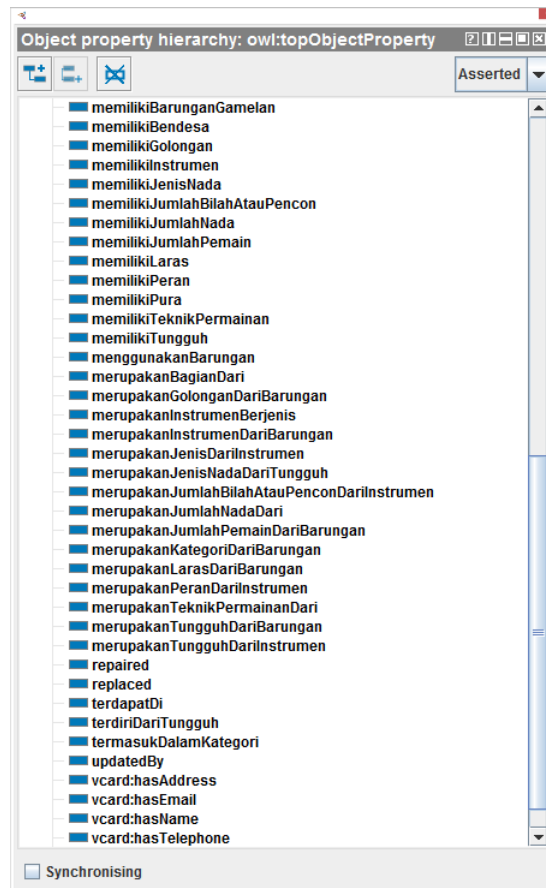 Object property hierarchy: owl:topObjectProperty
Asserted
memilikiBarunganGamelan
memilikiBendesa
memilikiGolongan
memilikiInstrumen
memilikiJenisNada
memilikiJumlahBilahAtauPencon
memilikiJumlahNada
memilikiJumlahPemain
memilikiLaras
memilikiPeran
memilikiPura
memilikiTeknikPermainan
memilikiTungguh
menggunakanBarungan
merupakanBagianDari
merupakanGolonganDariBarungan
merupakanInstrumenBerjenis
merupakanInstrumenDariBarungan
merupakanJenisDariInstrumen
merupakanJenisNadaDariTungguh
merupakanJumlahBilahAtauPenconDariInstrumen
merupakanJumlahNadaDari
merupakanJumlahPemainDariBarungan
merupakanKategoriDariBarungan
merupakanLarasDariBarungan
merupakanPeranDariInstrumen
merupakanTeknikPermainanDari
merupakanTungguhDariBarungan
merupakanTungguhDariInstrumen
repaired
replaced
terdapatDi
terdiriDariTungguh
termasukDalamKategori
updatedBy
vcard:hasAddress
vcard:hasEmail
vcard:hasName
vcard:hasTelephone
Synchronising